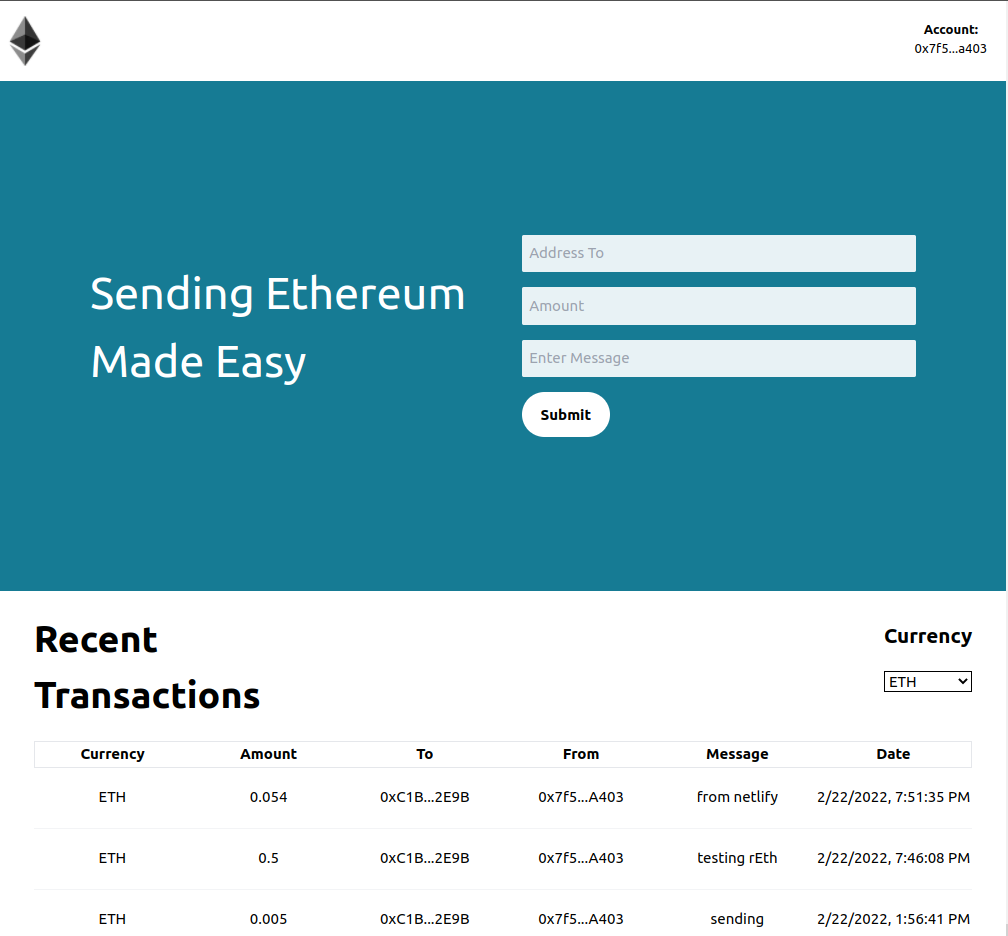 Account:
0x7f5...a403
Sending Ethereum
Made Easy
Address To
Amount
Enter Message
Submit
Recent
Transactions
Currency
ETH
Currency Amount To From Message Date
ETH 0.054 0xC1B...2E9B 0x7f5...A403 from netlify 2/22/2022, 7:51:35 PM
ETH 0.5 0xC1B...2E9B 0x7f5...A403 testing rEth 2/22/2022, 7:46:08 PM
ETH 0.005 0xC1B...2E9B 0x7f5...A403 sending 2/22/2022, 1:56:41 PM